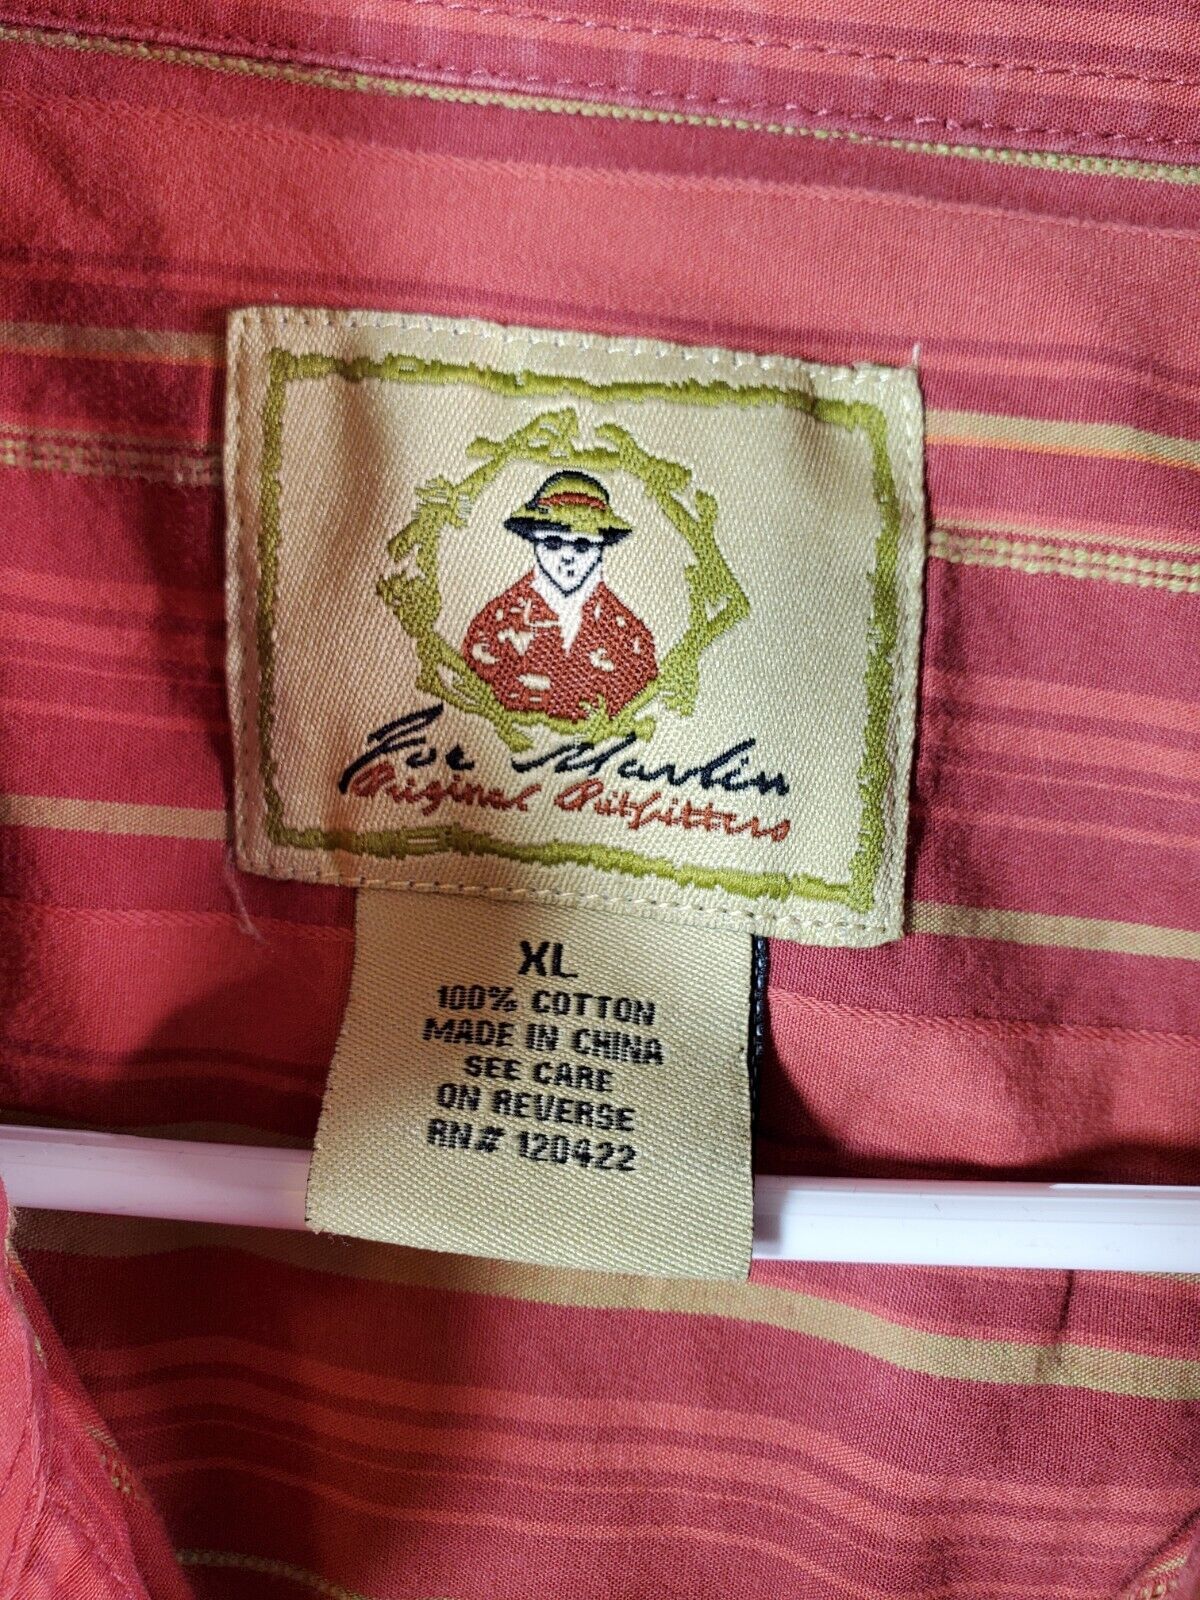 Joe Marlin
Original Outfitters
XL
100% COTTON
MADE IN CHINA
SEE CARE
ON REVERSE
RN# 120422